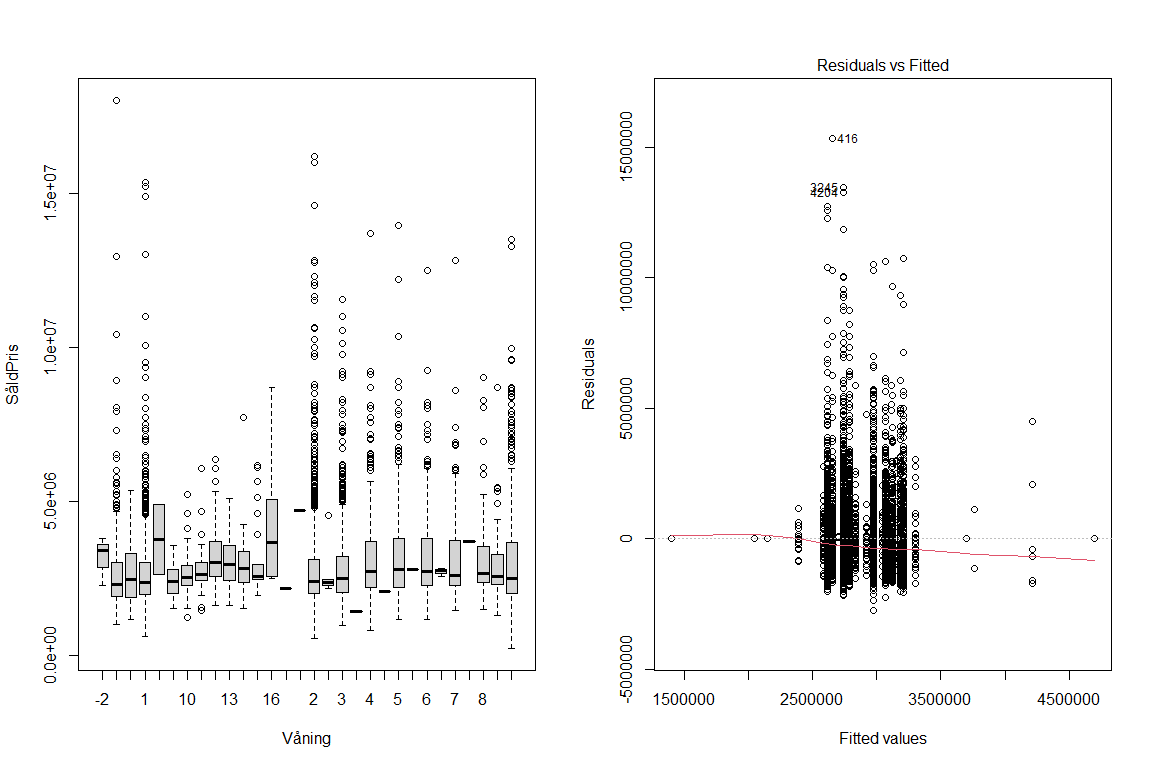 SåldPris
0.0e+00
5.0e+06
1.0e+07
1.5e+07
-2
1
10
13
16
2
3
4
5
6
7
8
Våning
Residuals vs Fitted
Residuals
-5000000
0
5000000
10000000
15000000
416
3245
4204
1500000
2500000
3500000
4500000
Fitted values